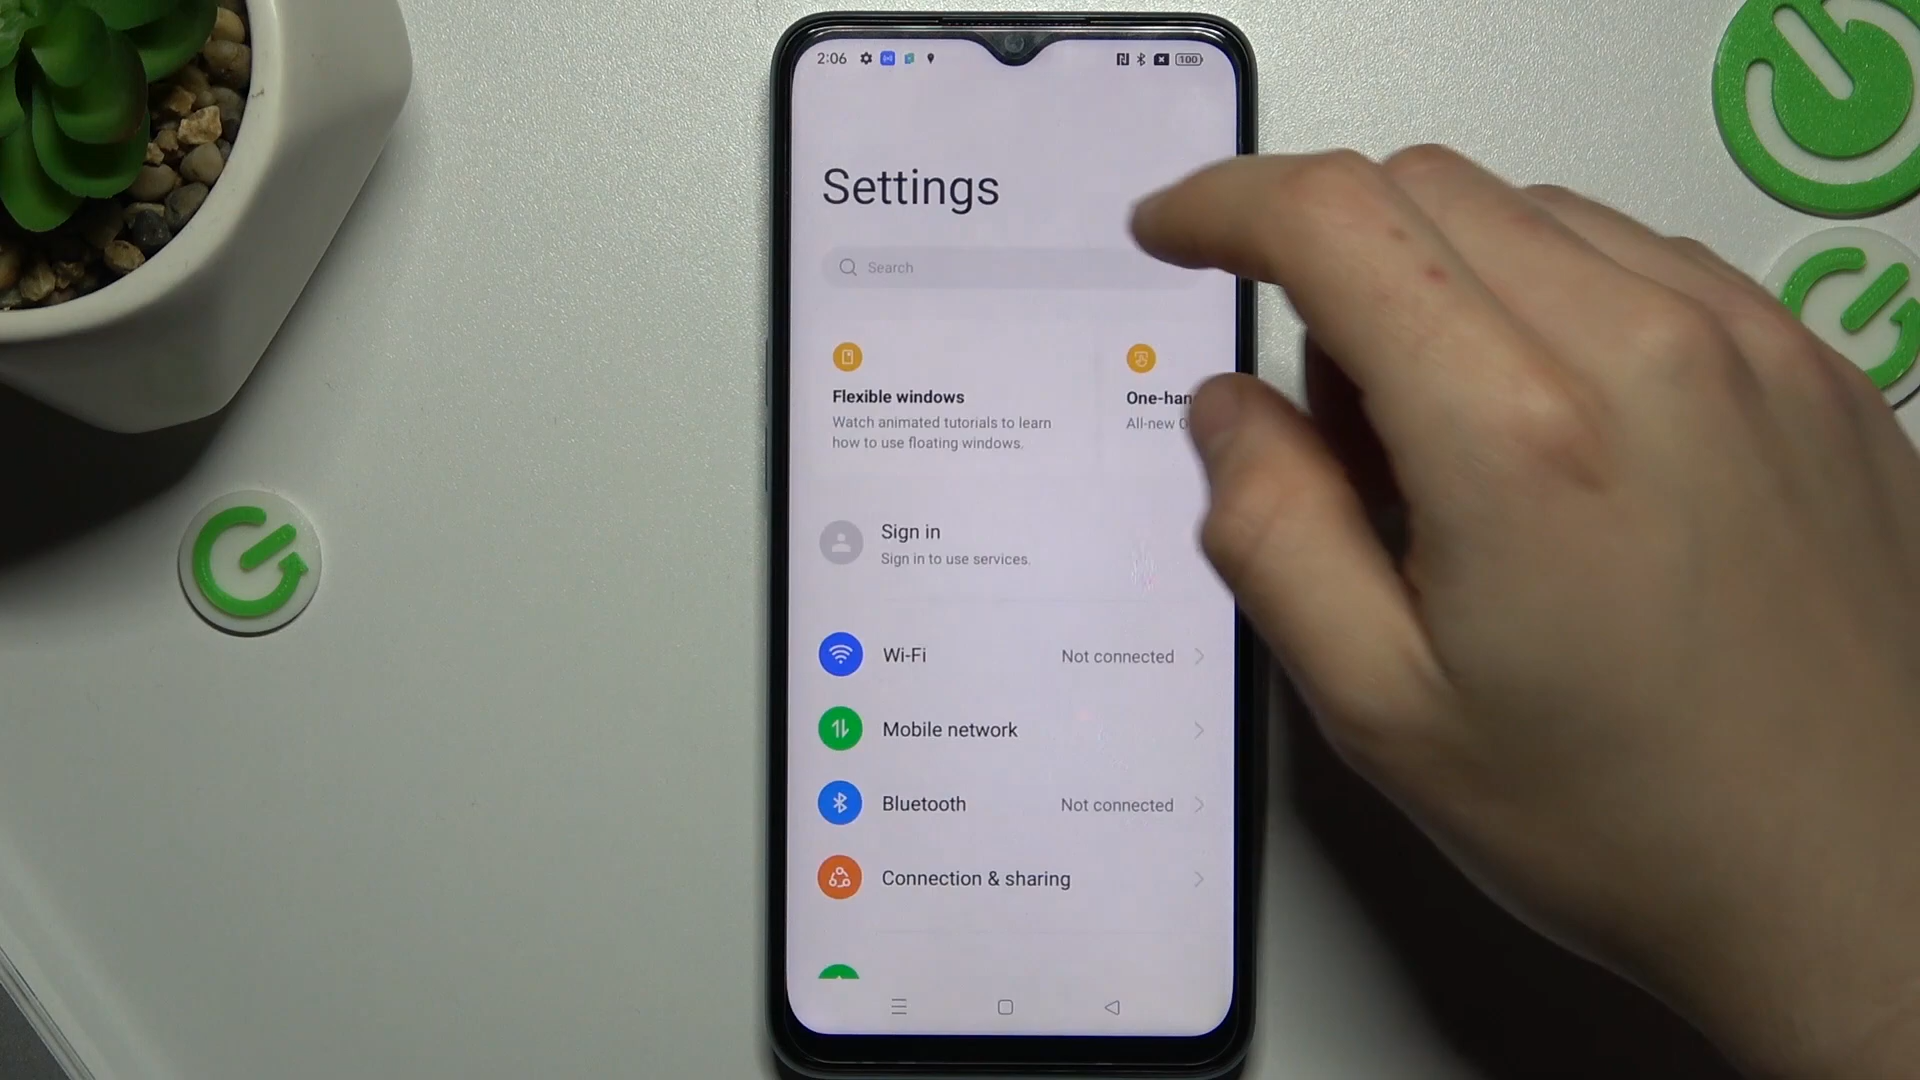 2:06
100
Settings
Search
Flexible windows
Watch animated tutorials to learn
how to use floating windows.
One-han
All-new
Sign in
Sign in to use services.
Wi-Fi
Not connected
Mobile network
Bluetooth
Not connected
Connection & sharing